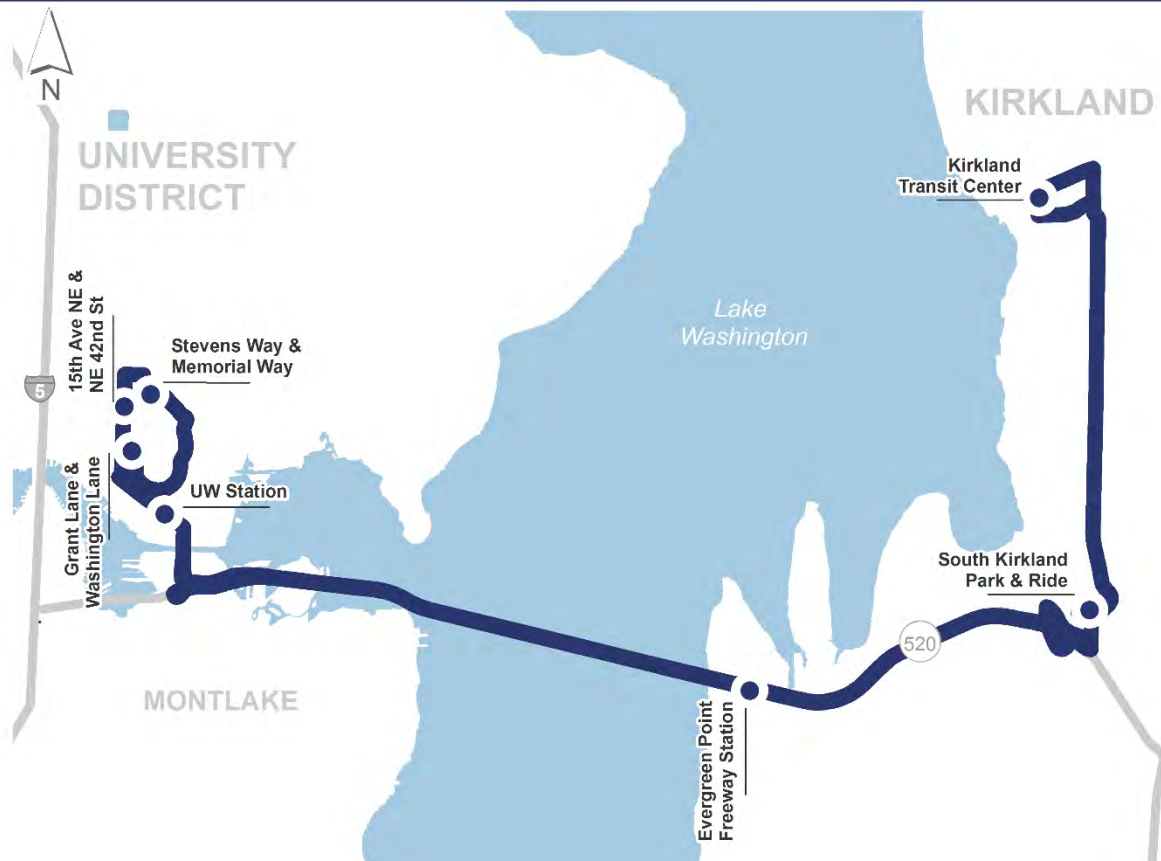 N
UNIVERSITY
DISTRICT
KIRKLAND
Kirkland
Transit Center
Lake
Washington
15th Ave NE &
NE 42nd St
Stevens Way &
Memorial Way
5
Grant Lane &
Washington Lane
UW Station
South Kirkland
Park & Ride
520
MONTLAKE
Evergreen Point
Freeway Station